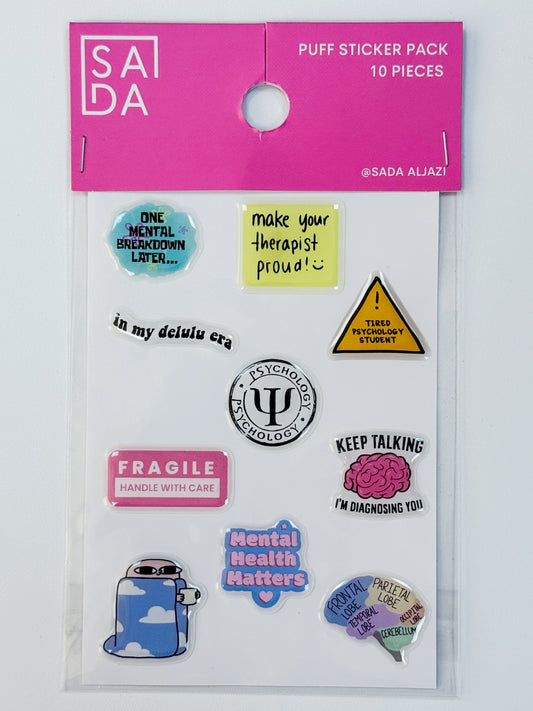 SA
DA
PUFF STICKER PACK
10 PIECES
@SADA ALJAZI
ONE
MENTAL
BREAKDOWN
LATER...
make your
therapist
proud!
in my delulu era
!
TIRED
PSYCHOLOGY
STUDENT
PSYCHOLOGY
Ψ
PSYCHOLOGY
FRAGILE
HANDLE WITH CARE
KEEP TALKING
I'M DIAGNOSING YOU
Mental
Health
Matters
FRONTAL
LOBE
PARIETAL
LOBE
TEMPORAL
LOBE
OCCIPITAL
LOBE
CEREBELLUM